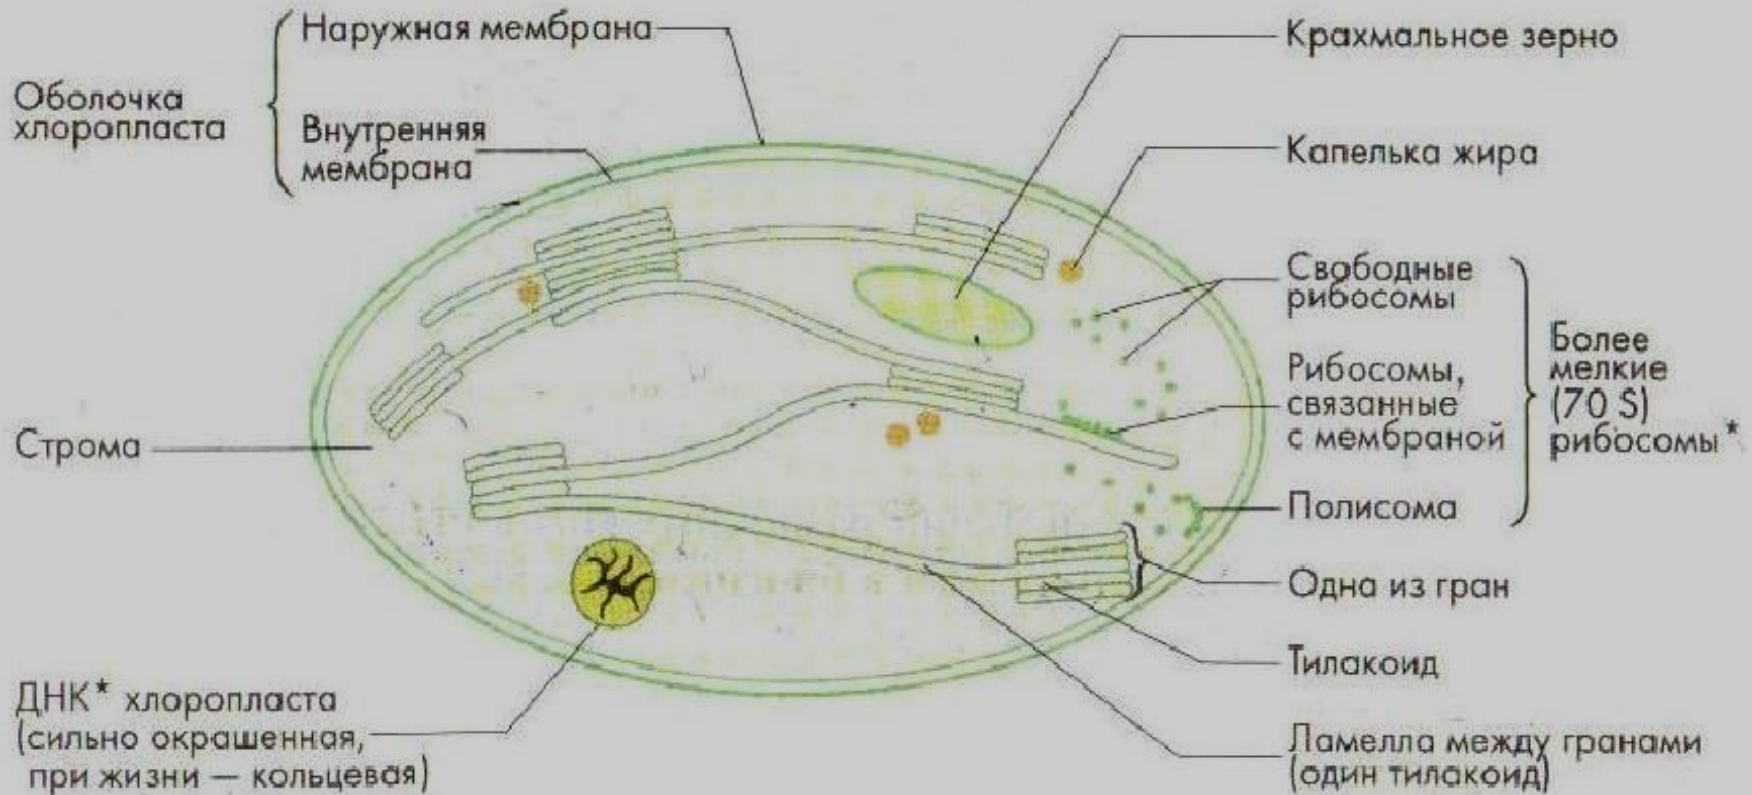 Оболочка
хлоропласта
Наружная мембрана
Внутренняя
мембрана
Строма
ДНК* хлоропласта
(сильно окрашенная,
при жизни — кольцевая)
Крахмальное зерно
Капелька жира
Свободные
рибосомы
Рибосомы,
связанные
с мембраной
Полисома
Более
мелкие
(70 S)
рибосомы*
Одна из гран
Тилакоид
Ламелла между гранами
(один тилакоид)